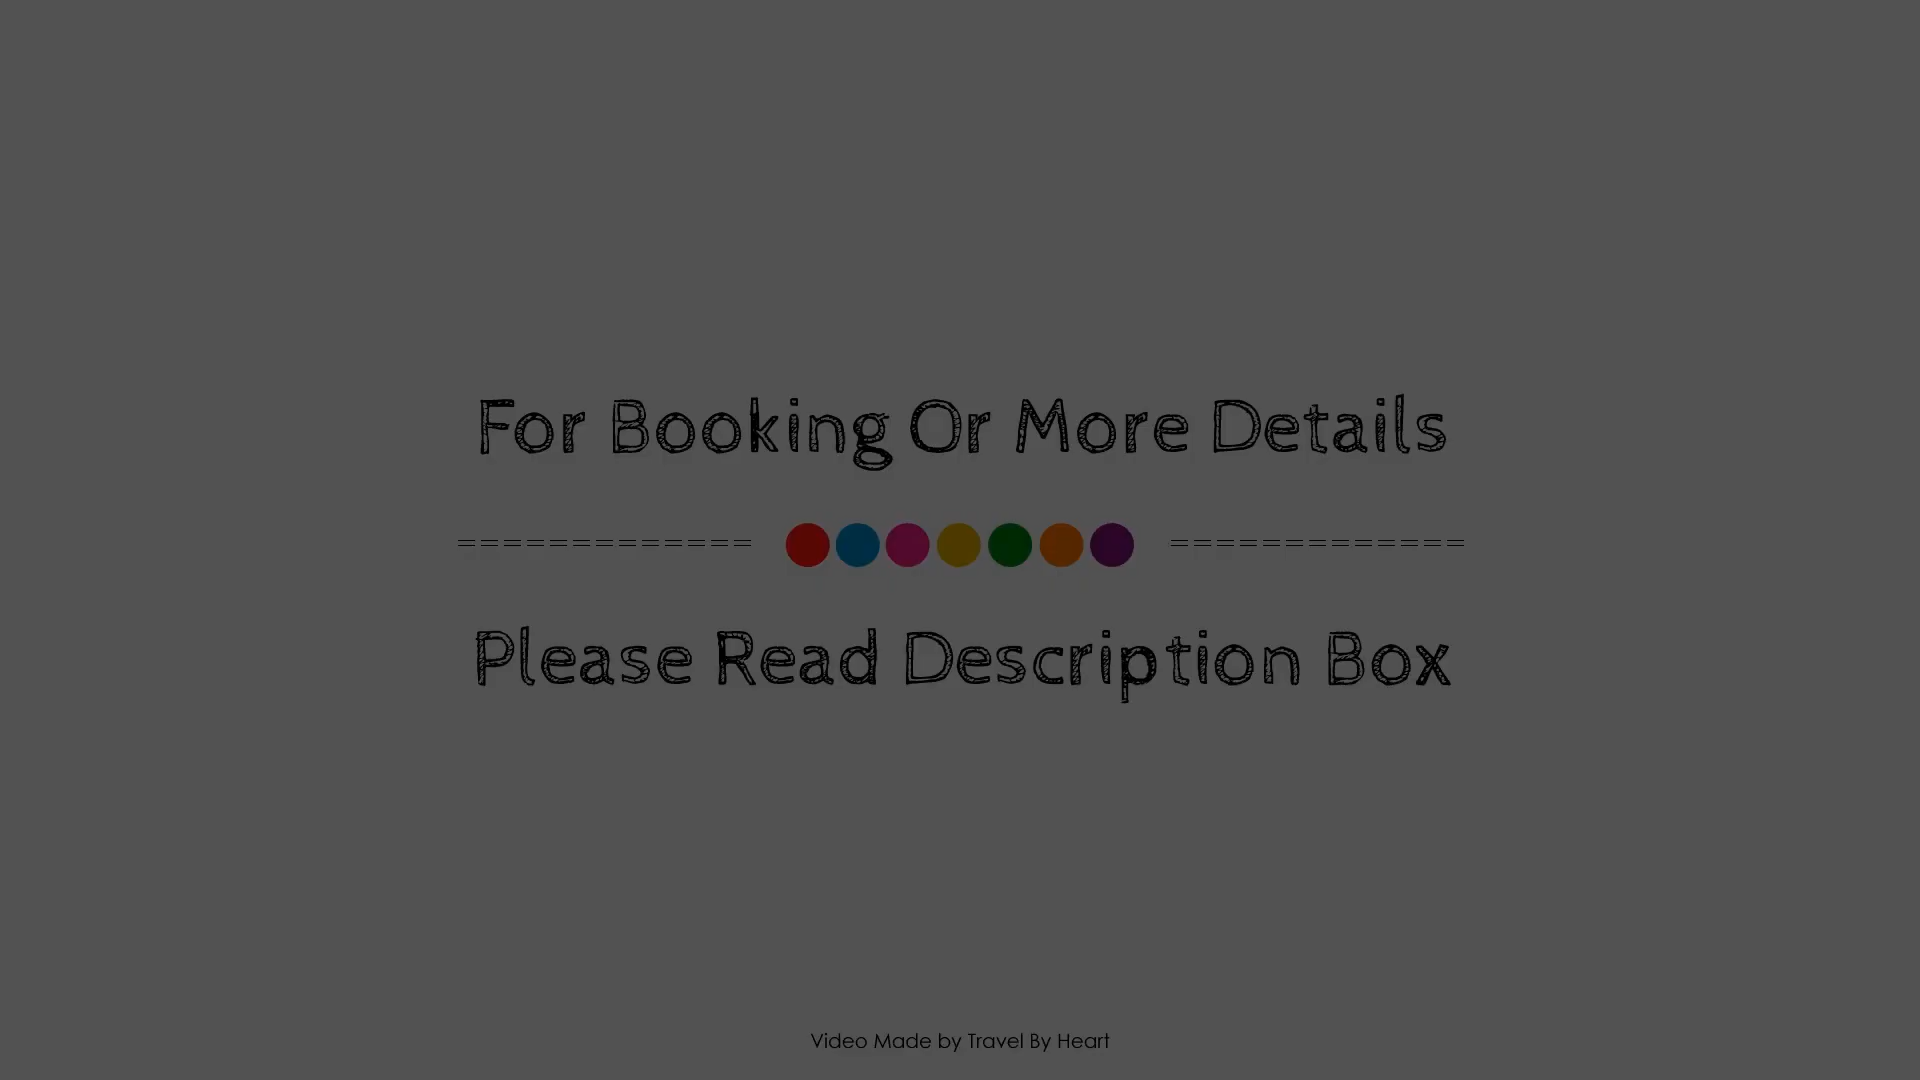 For Booking Or More Details
============= =============
Please Read Description Box
Video Made by Travel By Heart